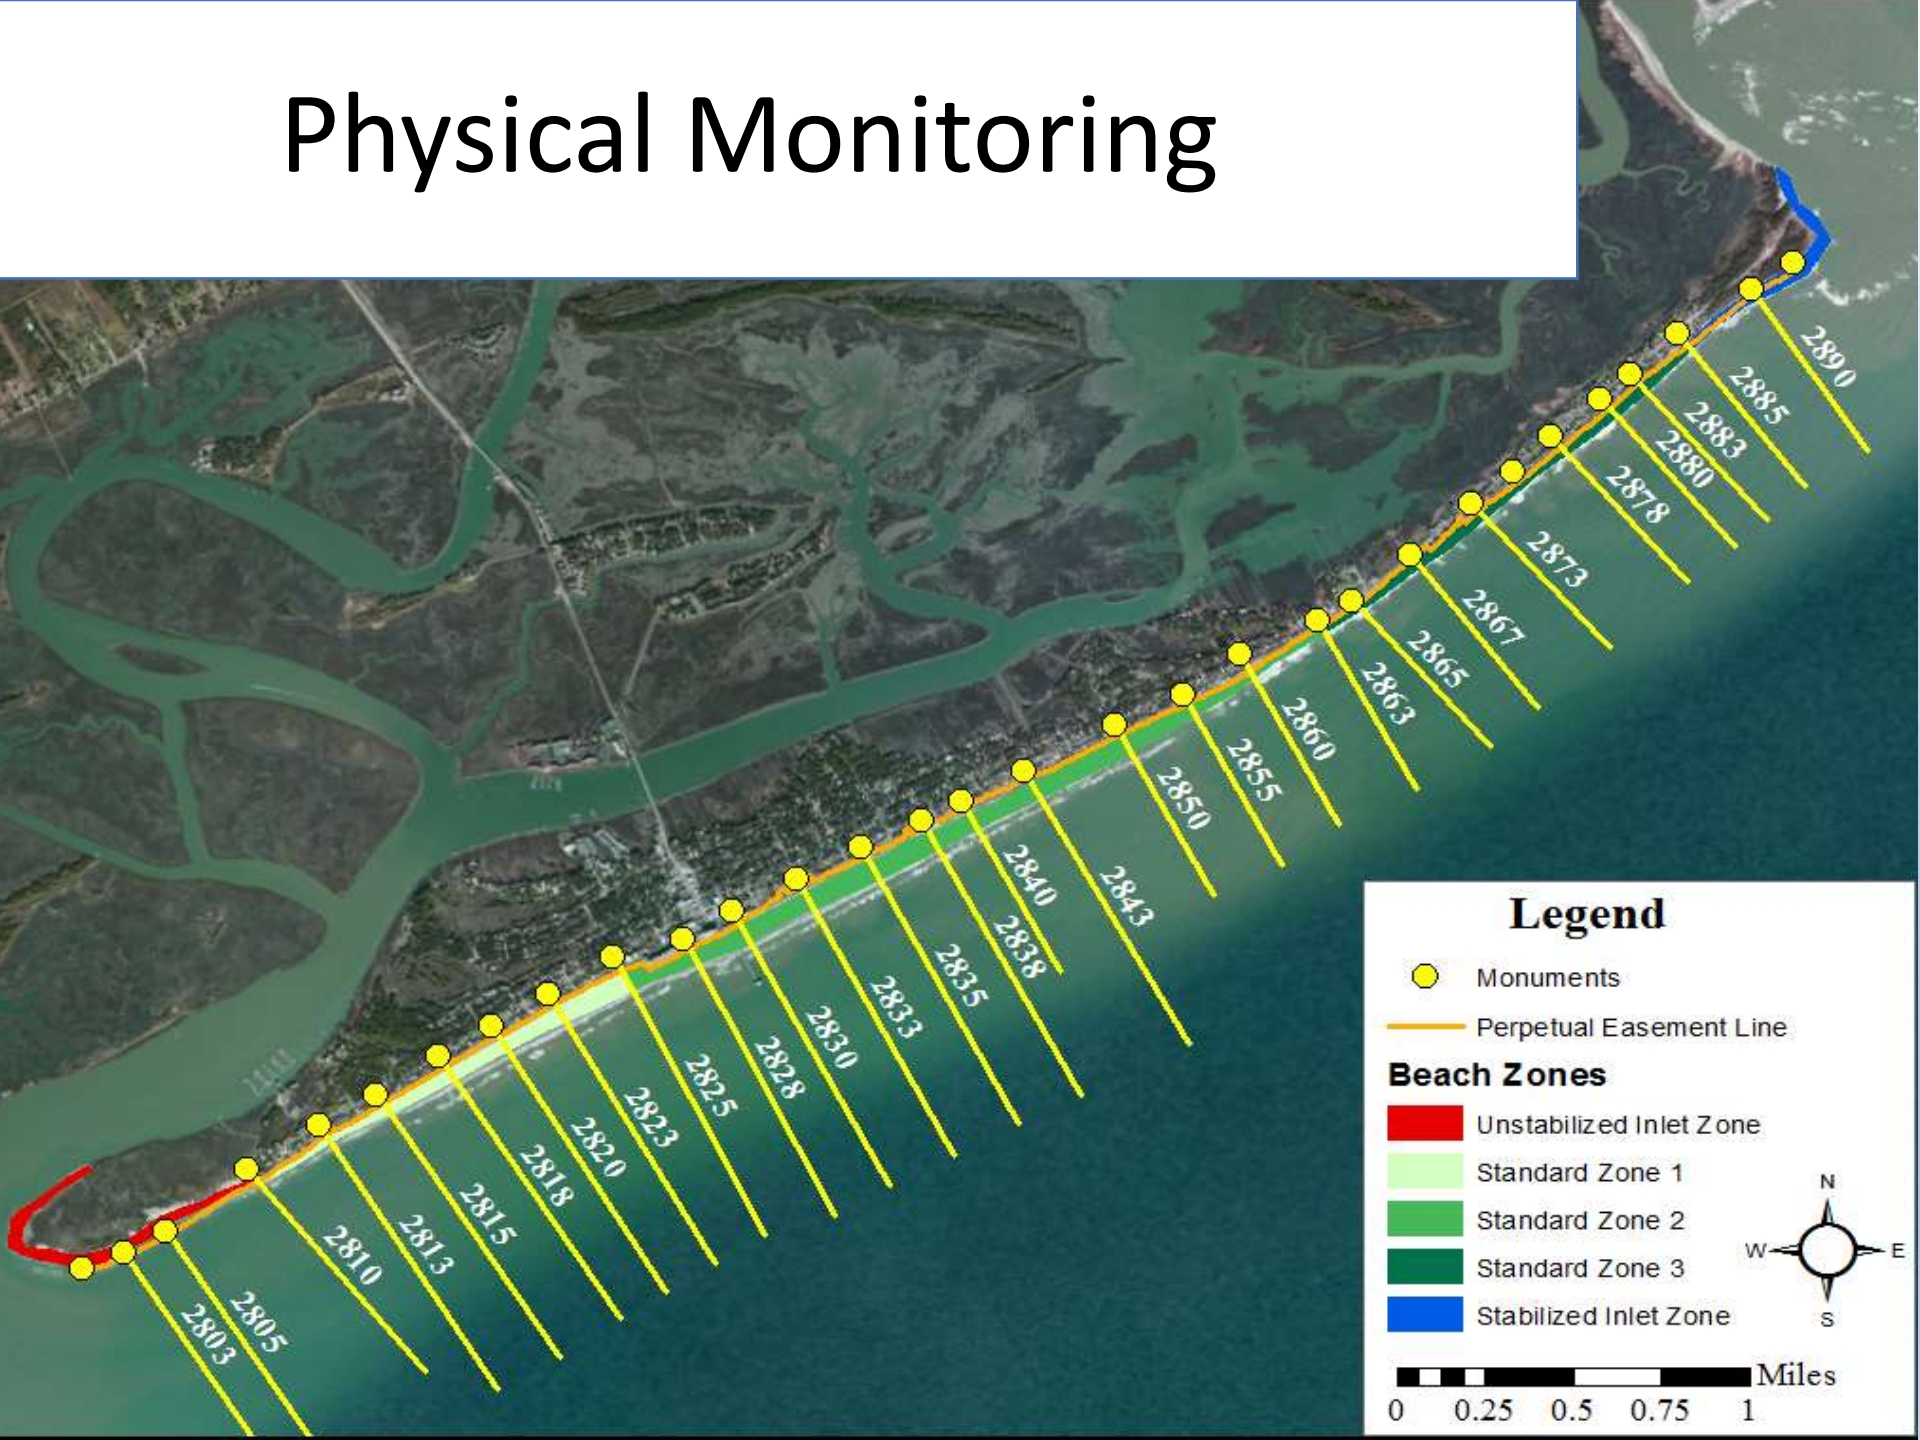 Physical Monitoring
2890
2885
2883
2880
2878
2873
2867
2865
2863
2860
2855
2850
2843
2840
2838
2835
2833
2830
2828
2825
2823
2820
2818
2815
2813
2810
2805
2803
Legend
Monuments
Perpetual Easement Line
Beach Zones
Unstabilized Inlet Zone
Standard Zone 1
Standard Zone 2
Standard Zone 3
Stabilized Inlet Zone
N
W E
S
Miles
0 0.25 0.5 0.75 1